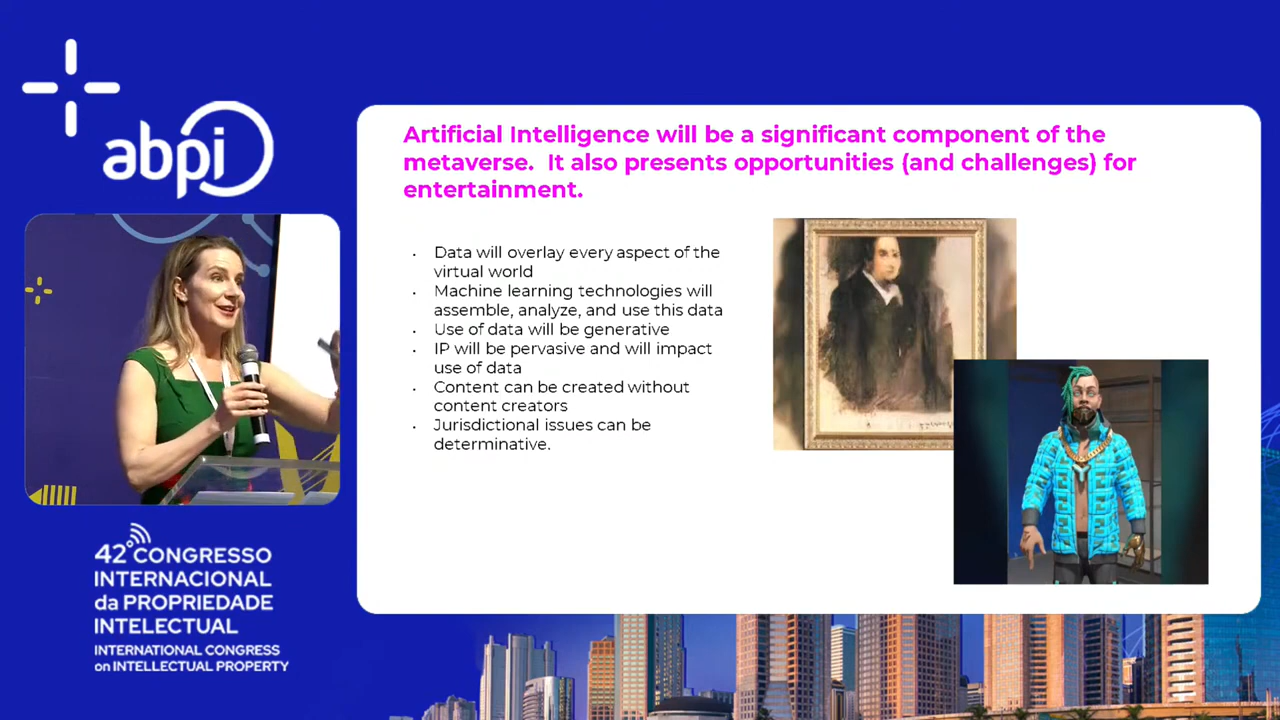 abpi
Artificial Intelligence will be a significant component of the
metaverse.  It also presents opportunities (and challenges) for
entertainment.
• Data will overlay every aspect of the
virtual world
• Machine learning technologies will
assemble, analyze, and use this data
• Use of data will be generative
• IP will be pervasive and will impact
use of data
• Content can be created without
content creators
• Jurisdictional issues can be
determinative.
42º CONGRESSO
INTERNACIONAL
da PROPRIEDADE
INTELECTUAL
INTERNATIONAL CONGRESS
on INTELLECTUAL PROPERTY